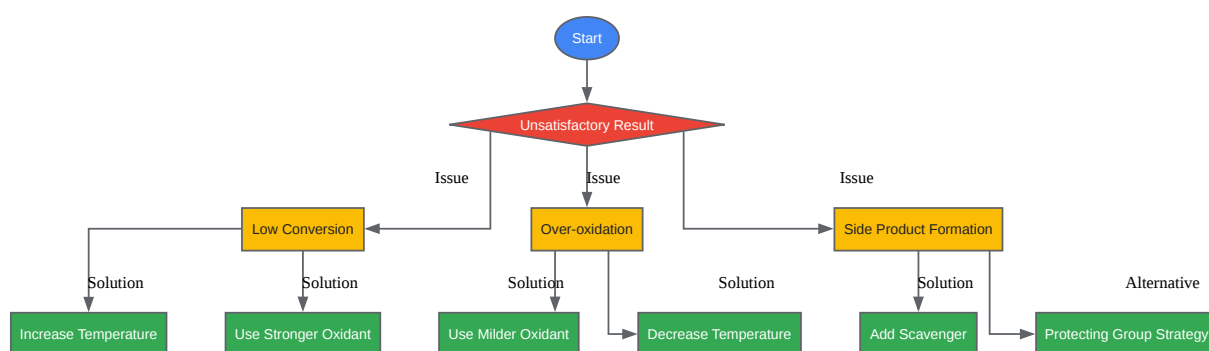 Start
Unsatisfactory Result
Issue
Issue
Issue
Low Conversion
Over-oxidation
Side Product Formation
Solution
Solution
Solution
Solution
Solution
Alternative
Increase Temperature
Use Stronger Oxidant
Use Milder Oxidant
Decrease Temperature
Add Scavenger
Protecting Group Strategy